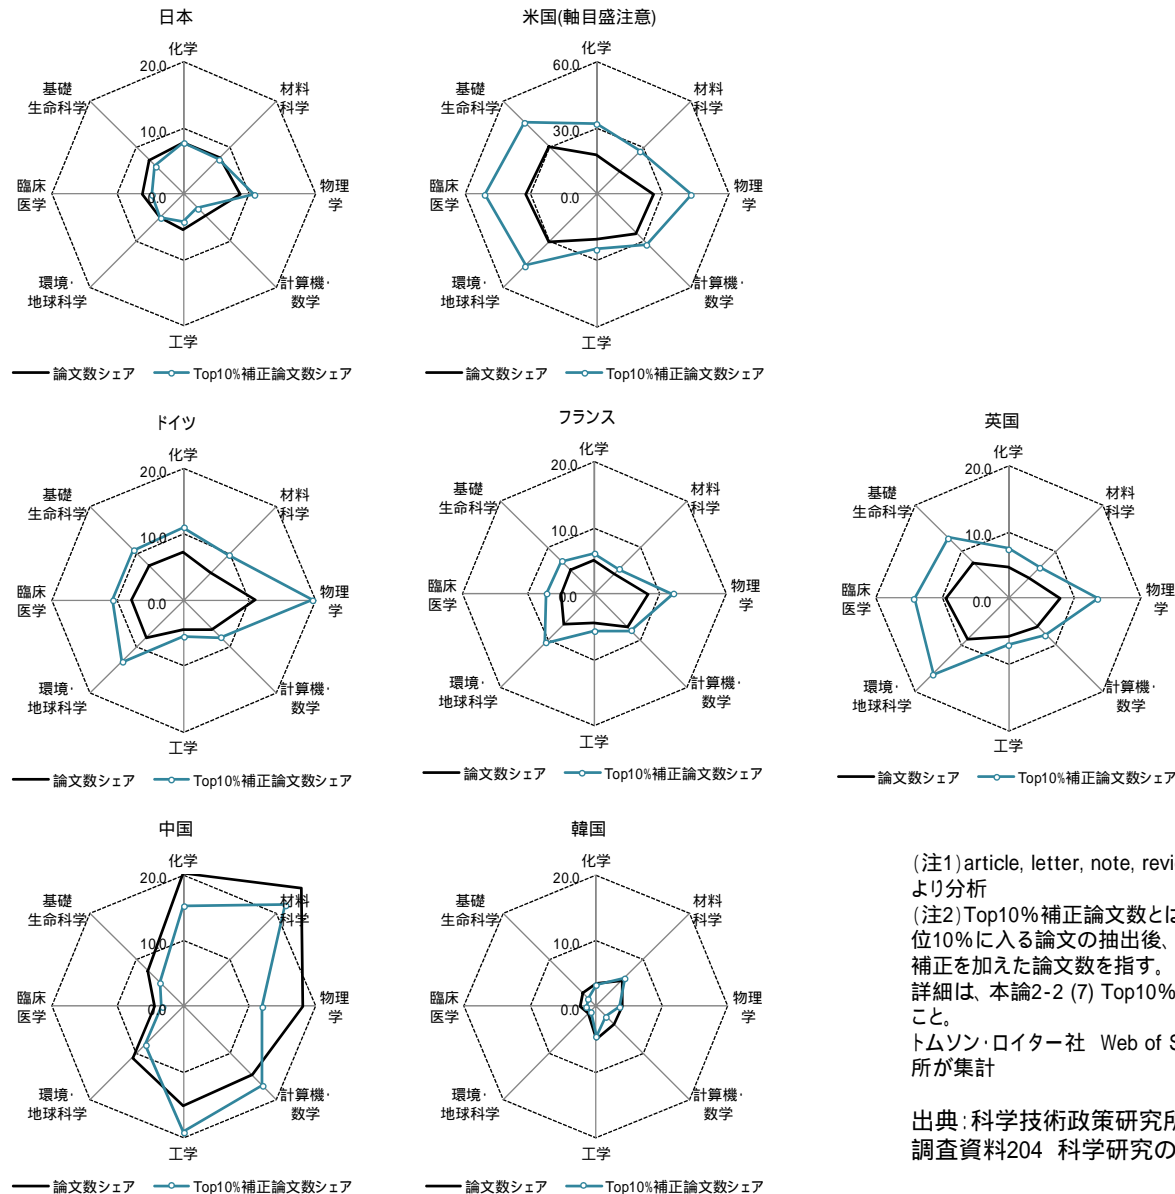 日本
化学
20.0
10.0
0.0
材料
科学
物理
学
計算機・
数学
工学
環境・
地球科学
臨床
医学
基礎
生命科学
論文数シェア
Top10%補正論文数シェア
米国(軸目盛注意)
化学
60.0
30.0
0.0
材料
科学
物理
学
計算機・
数学
工学
環境・
地球科学
臨床
医学
基礎
生命科学
論文数シェア
Top10%補正論文数シェア
ドイツ
化学
20.0
10.0
0.0
材料
科学
物理
学
計算機・
数学
工学
環境・
地球科学
臨床
医学
基礎
生命科学
論文数シェア
Top10%補正論文数シェア
フランス
化学
20.0
10.0
0.0
材料
科学
物理
学
計算機・
数学
工学
環境・
地球科学
臨床
医学
基礎
生命科学
論文数シェア
Top10%補正論文数シェア
英国
化学
20.0
10.0
0.0
材料
科学
物理
学
計算機・
数学
工学
環境・
地球科学
臨床
医学
基礎
生命科学
論文数シェア
Top10%補正論文数シェア
中国
化学
20.0
10.0
0.0
材料
科学
物理
学
計算機・
数学
工学
環境・
地球科学
臨床
医学
基礎
生命科学
論文数シェア
Top10%補正論文数シェア
韓国
化学
20.0
10.0
0.0
材料
科学
物理
学
計算機・
数学
工学
環境・
地球科学
臨床
医学
基礎
生命科学
論文数シェア
Top10%補正論文数シェア
(注1)article, letter, note, revi
より分析
(注2)Top10%補正論文数とは
位10%に入る論文の抽出後、
補正を加えた論文数を指す。
詳細は、本論2-2 (7) Top10%
こと。
トムソン・ロイター社 Web of S
所が集計
出典：科学技術政策研究所
調査資料204 科学研究の